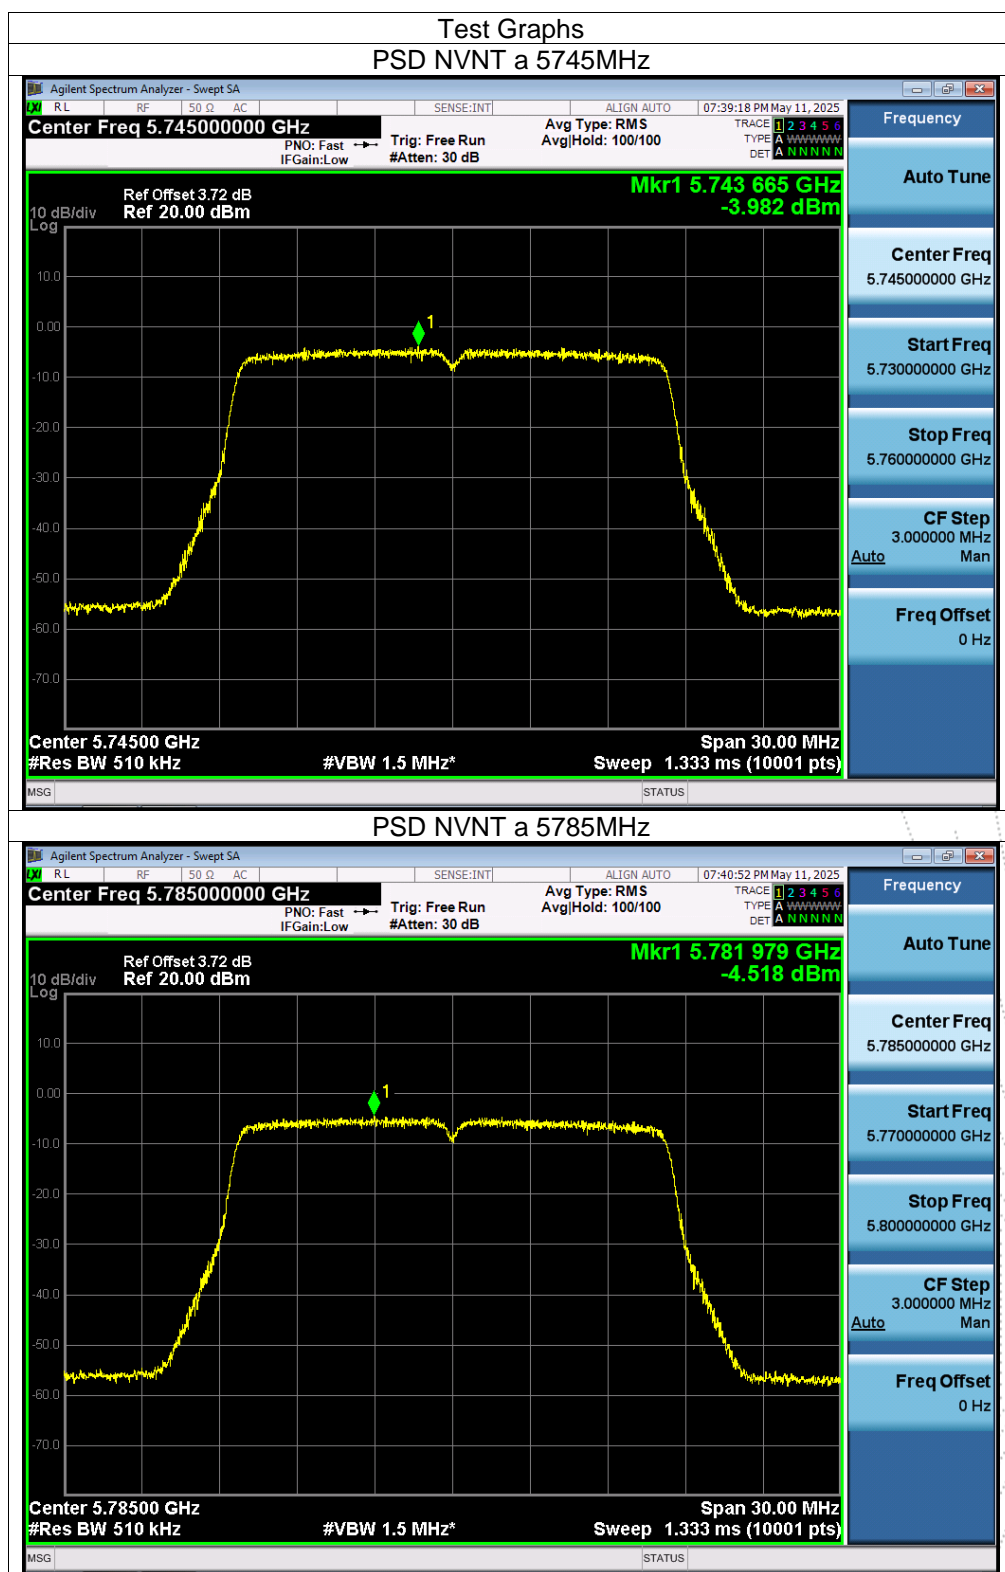 Test Graphs
PSD NVNT a 5745MHz
Agilent Spectrum Analyzer - Swept SA
LXI RL RF 50 Ω AC SENSE:INT ALIGN AUTO 07:39:18 PM May 11, 2025
Center Freq 5.745000000 GHz
PNO: Fast
IFGain:Low
Trig: Free Run
#Atten: 30 dB
Avg Type: RMS
Avg|Hold: 100/100
TRACE 1 2 3 4 5 6
TYPE A WWWWW
DET A N N N N N
Frequency
Auto Tune
Center Freq
5.745000000 GHz
Start Freq
5.730000000 GHz
Stop Freq
5.760000000 GHz
CF Step
3.000000 MHz
Auto Man
Freq Offset
0 Hz
Mkr1 5.743 665 GHz
-3.982 dBm
Ref Offset 3.72 dB
10 dB/div Ref 20.00 dBm
Log
10.0
0.00
1
-10.0
-20.0
-30.0
-40.0
-50.0
-60.0
-70.0
Center 5.74500 GHz Span 30.00 MHz
#Res BW 510 kHz #VBW 1.5 MHz* Sweep 1.333 ms (10001 pts)
MSG STATUS
PSD NVNT a 5785MHz
Agilent Spectrum Analyzer - Swept SA
LXI RL RF 50 Ω AC SENSE:INT ALIGN AUTO 07:40:52 PM May 11, 2025
Center Freq 5.785000000 GHz
PNO: Fast
IFGain:Low
Trig: Free Run
#Atten: 30 dB
Avg Type: RMS
Avg|Hold: 100/100
TRACE 1 2 3 4 5 6
TYPE A WWWWW
DET A N N N N N
Frequency
Auto Tune
Center Freq
5.785000000 GHz
Start Freq
5.770000000 GHz
Stop Freq
5.800000000 GHz
CF Step
3.000000 MHz
Auto Man
Freq Offset
0 Hz
Mkr1 5.781 979 GHz
-4.518 dBm
Ref Offset 3.72 dB
10 dB/div Ref 20.00 dBm
Log
10.0
0.00
1
-10.0
-20.0
-30.0
-40.0
-50.0
-60.0
-70.0
Center 5.78500 GHz Span 30.00 MHz
#Res BW 510 kHz #VBW 1.5 MHz* Sweep 1.333 ms (10001 pts)
MSG STATUS